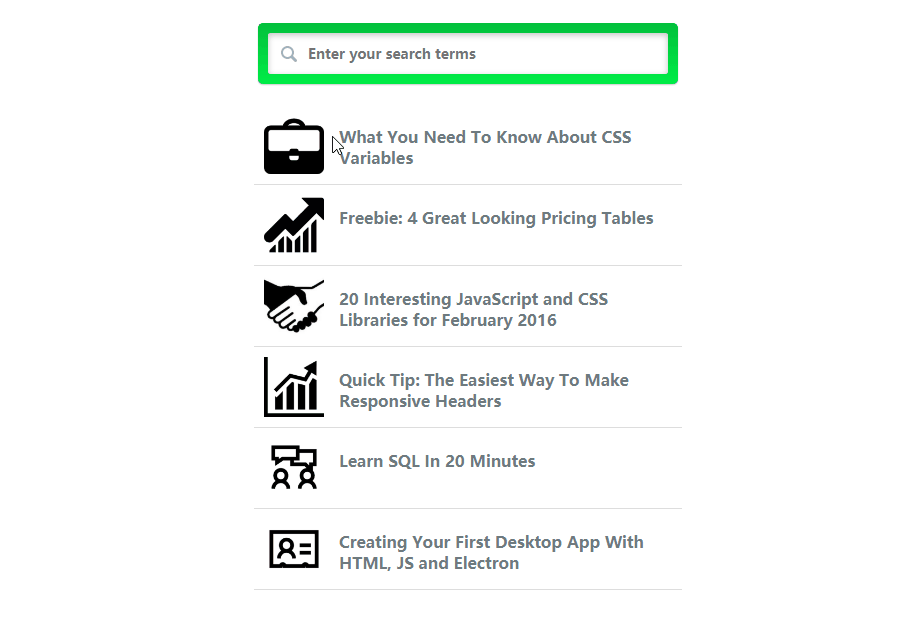 Enter your search terms
What You Need To Know About CSS
Variables
Freebie: 4 Great Looking Pricing Tables
20 Interesting JavaScript and CSS
Libraries for February 2016
Quick Tip: The Easiest Way To Make
Responsive Headers
Learn SQL In 20 Minutes
Creating Your First Desktop App With
HTML, JS and Electron